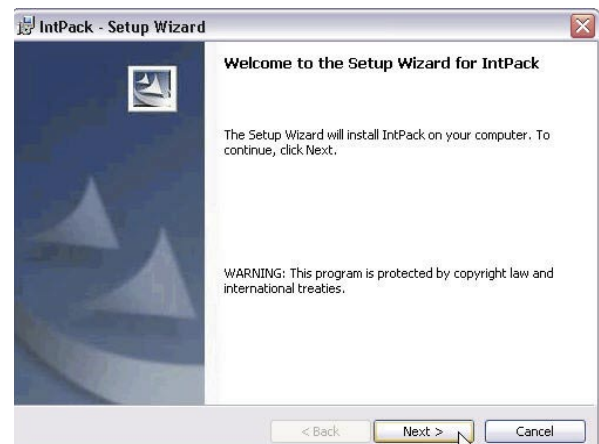 IntPack - Setup Wizard
Welcome to the Setup Wizard for IntPack
The Setup Wizard will install IntPack on your computer. To
continue, click Next.
WARNING: This program is protected by copyright law and
international treaties.
< Back
Next >
Cancel